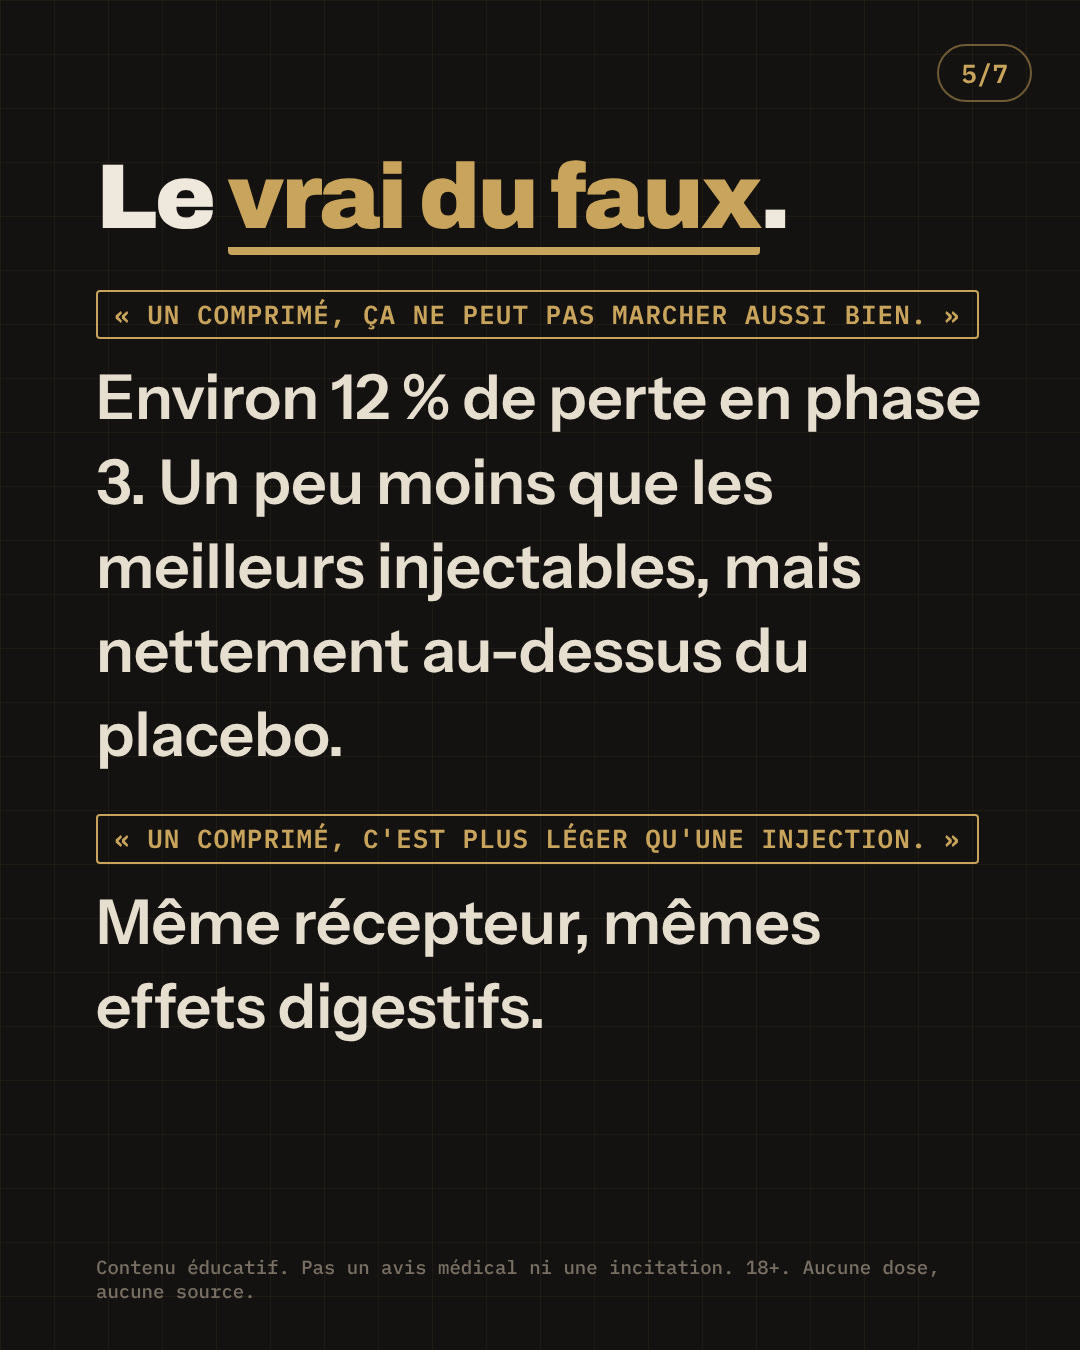 5/7
Le vrai du faux.
« UN COMPRIMÉ, ÇA NE PEUT PAS MARCHER AUSSI BIEN. »
Environ 12 % de perte en phase
3. Un peu moins que les
meilleurs injectables, mais
nettement au-dessus du
placebo.
« UN COMPRIMÉ, C'EST PLUS LÉGER QU'UNE INJECTION. »
Même récepteur, mêmes
effets digestifs.
Contenu éducatif. Pas un avis médical ni une incitation. 18+. Aucune dose,
aucune source.